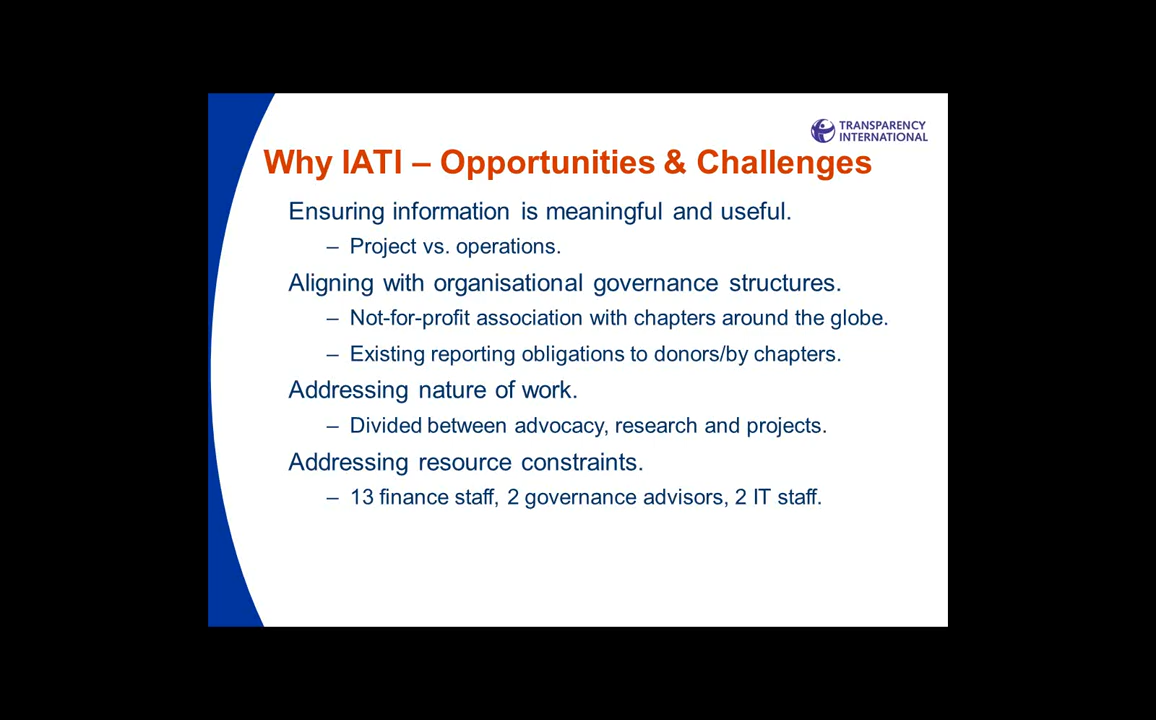 TRANSPARENCY
INTERNATIONAL
Why IATI – Opportunities & Challenges
Ensuring information is meaningful and useful.
– Project vs. operations.
Aligning with organisational governance structures.
– Not-for-profit association with chapters around the globe.
– Existing reporting obligations to donors/by chapters.
Addressing nature of work.
– Divided between advocacy, research and projects.
Addressing resource constraints.
– 13 finance staff, 2 governance advisors, 2 IT staff.